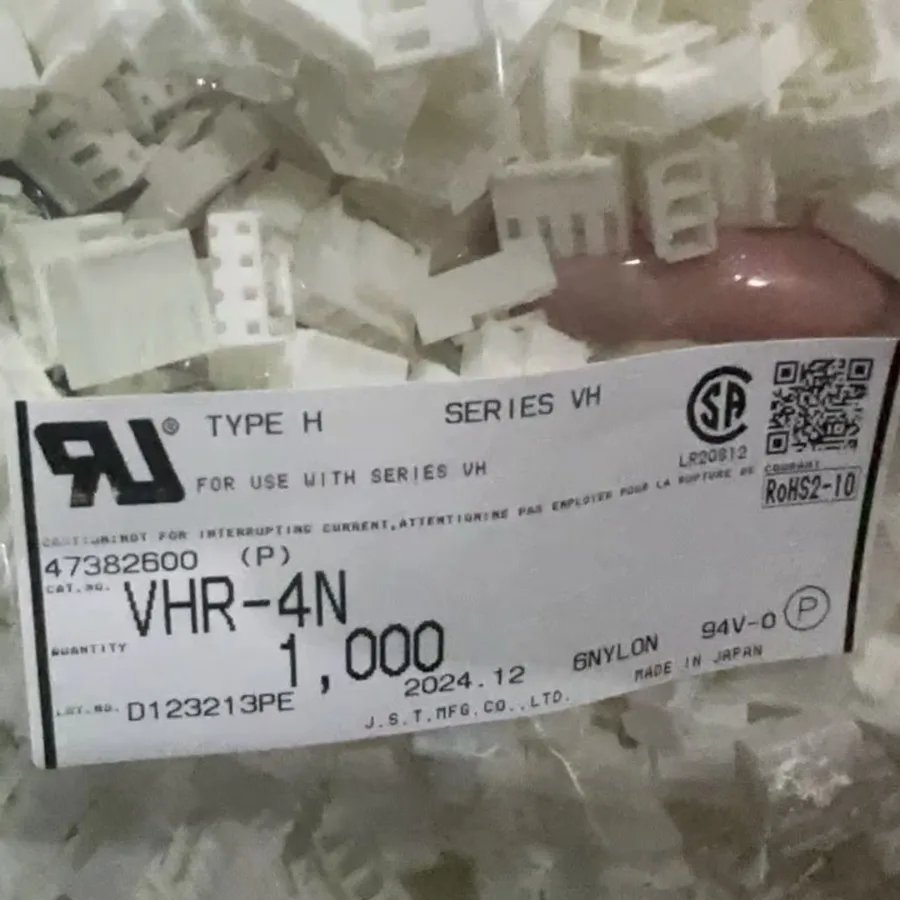 RU® TYPE H SERIES VH
SA
LR20812
FOR USE WITH SERIES VH
CAUTION:NOT FOR INTERRUPTING CURRENT,ATTENTION:NE PAS EMPLOYER POUR LA RUPTURE DE COURANT
RoHS2-10
47382600 (P)
CAT.NO. VHR-4N
QUANTITY 1,000
2024.12 6NYLON 94V-0 P
LOT.NO. D123213PE
MADE IN JAPAN
J.S.T.MFG.CO.,LTD.